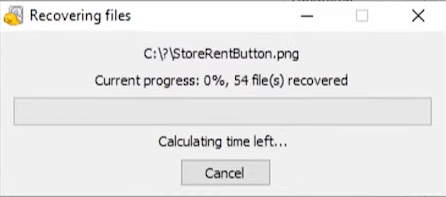 Recovering files
C:\?\StoreRentButton.png
Current progress: 0%, 54 file(s) recovered
Calculating time left...
Cancel